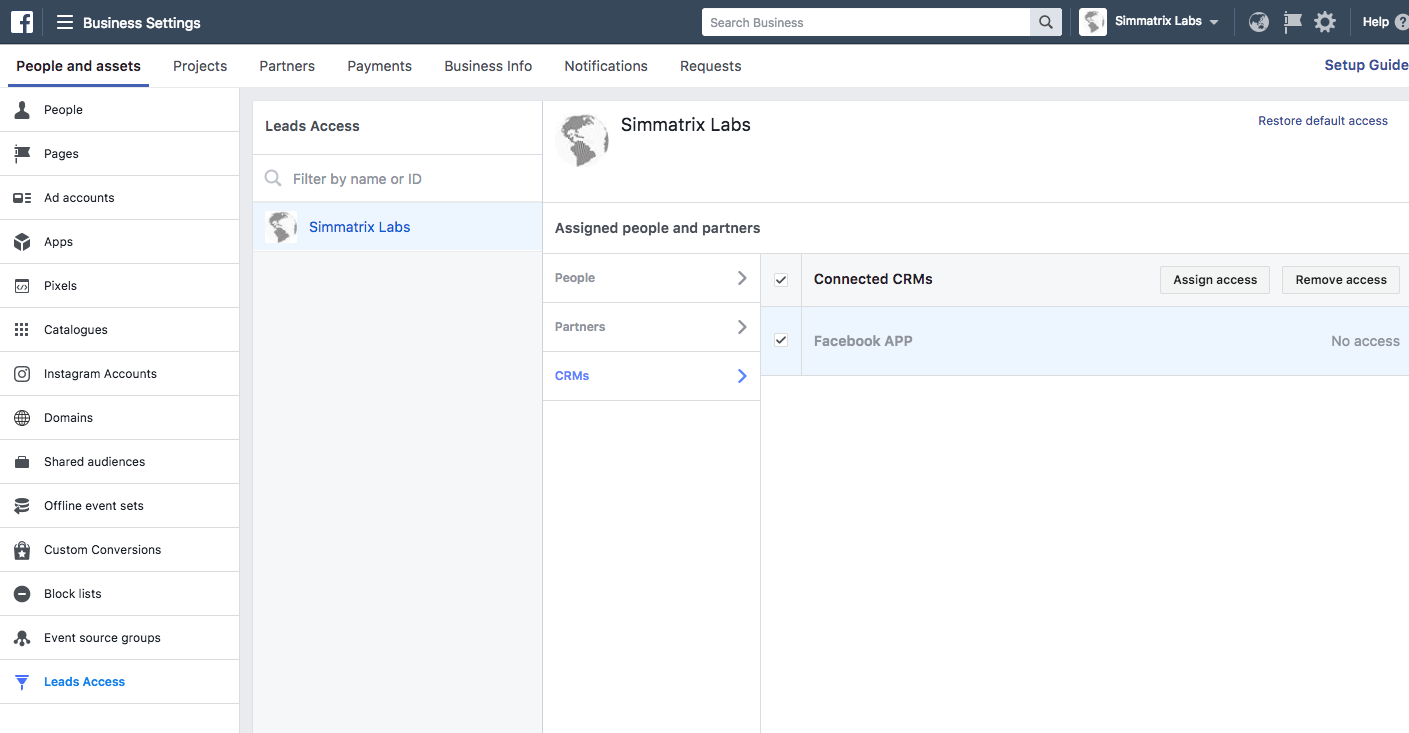 Business Settings
Search Business
Simmatrix Labs
Help
People and assets
Projects
Partners
Payments
Business Info
Notifications
Requests
Setup Guide
People
Pages
Ad accounts
Apps
Pixels
Catalogues
Instagram Accounts
Domains
Shared audiences
Offline event sets
Custom Conversions
Block lists
Event source groups
Leads Access
Leads Access
Filter by name or ID
Simmatrix Labs
Simmatrix Labs
Restore default access
Assigned people and partners
People
Partners
CRMs
Connected CRMs
Assign access
Remove access
Facebook APP
No access